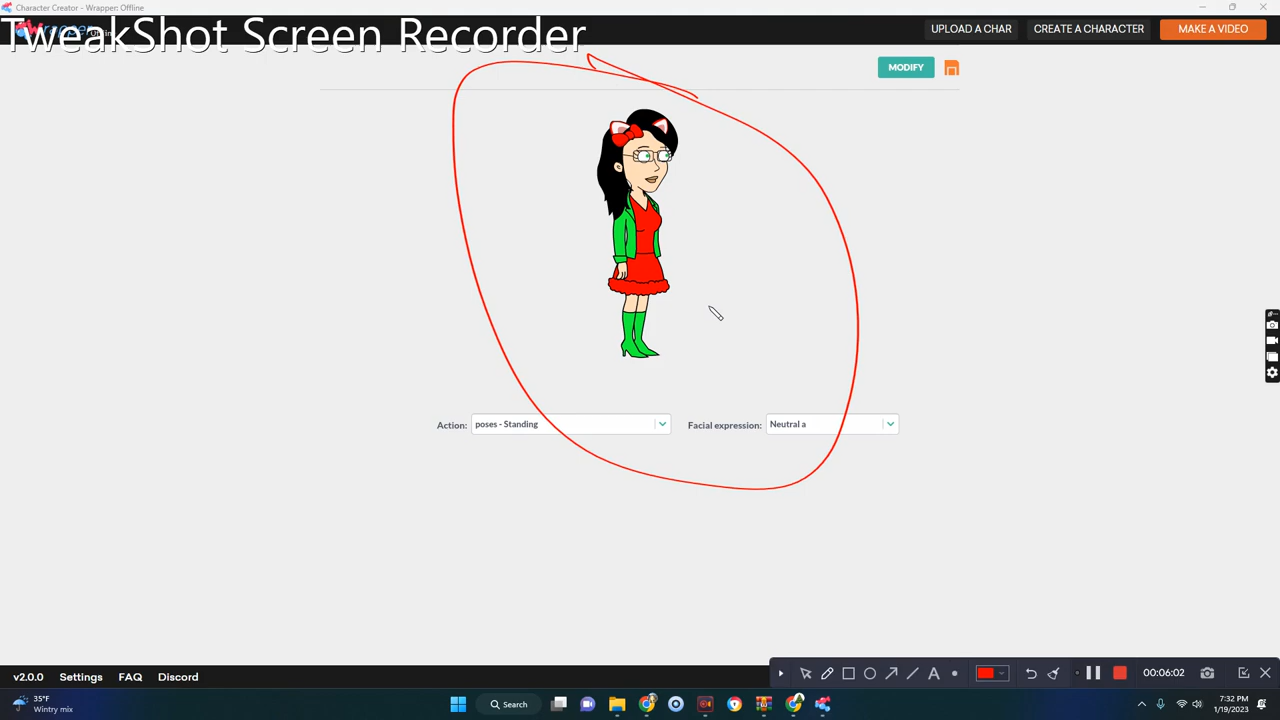 Character Creator - Wrapper: Offline
TweakShot Screen Recorder
UPLOAD A CHAR
CREATE A CHARACTER
MAKE A VIDEO
MODIFY
Action:
poses - Standing
Facial expression:
Neutral a
v2.0.0
Settings
FAQ
Discord
A
00:06:02
35°F
Wintry mix
Search
7:32 PM
1/19/2023